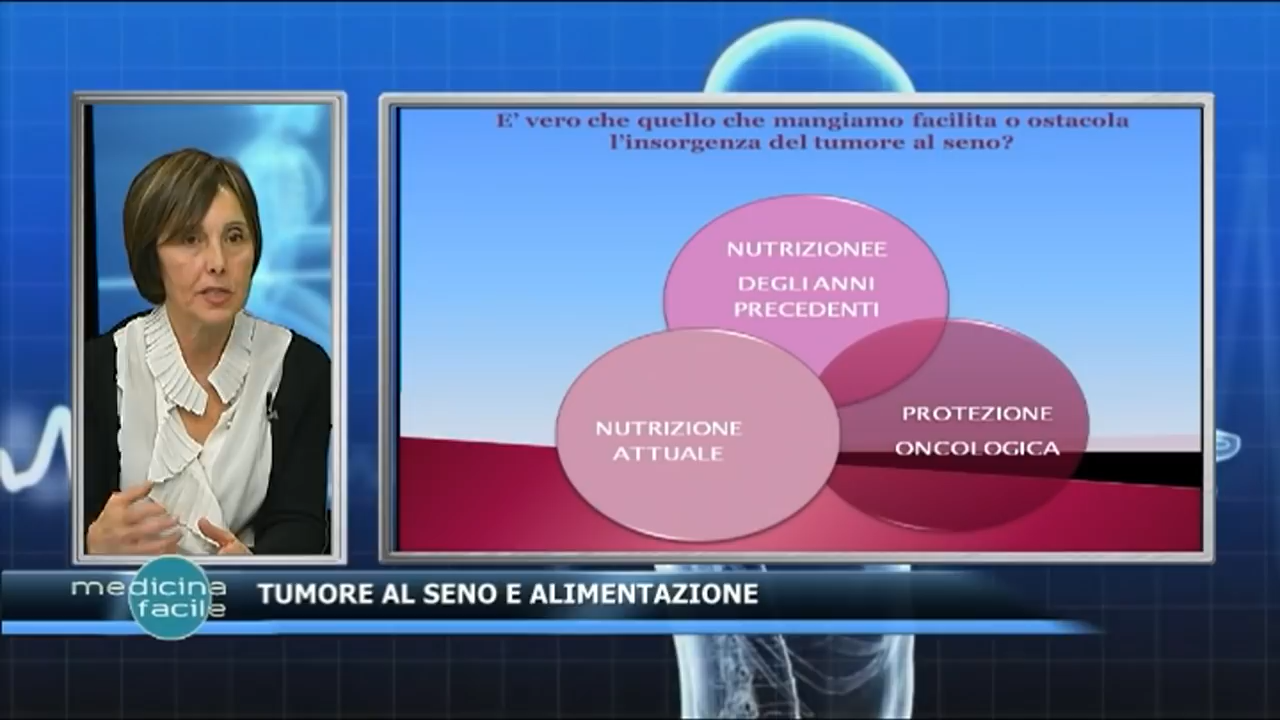 E' vero che quello che mangiamo facilita o ostacola
l'insorgenza del tumore al seno?
NUTRIZIONEE
DEGLI ANNI
PRECEDENTI
NUTRIZIONE
ATTUALE
PROTEZIONE
ONCOLOGICA
medicina
facile
TUMORE AL SENO E ALIMENTAZIONE